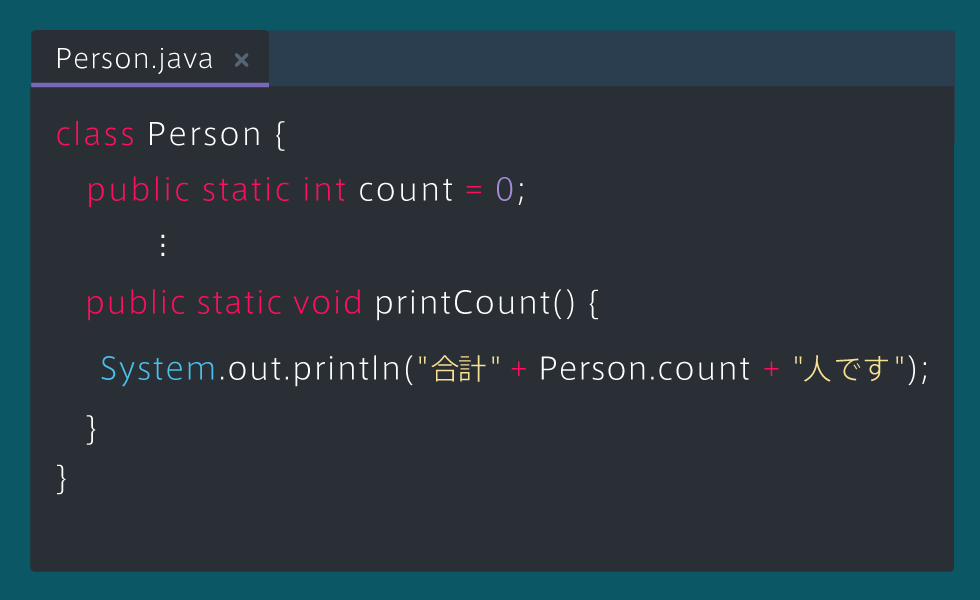 Person.java ×
class Person {
public static int count = 0;
⋮
public static void printCount() {
System.out.println("合計" + Person.count + "人です");
}
}